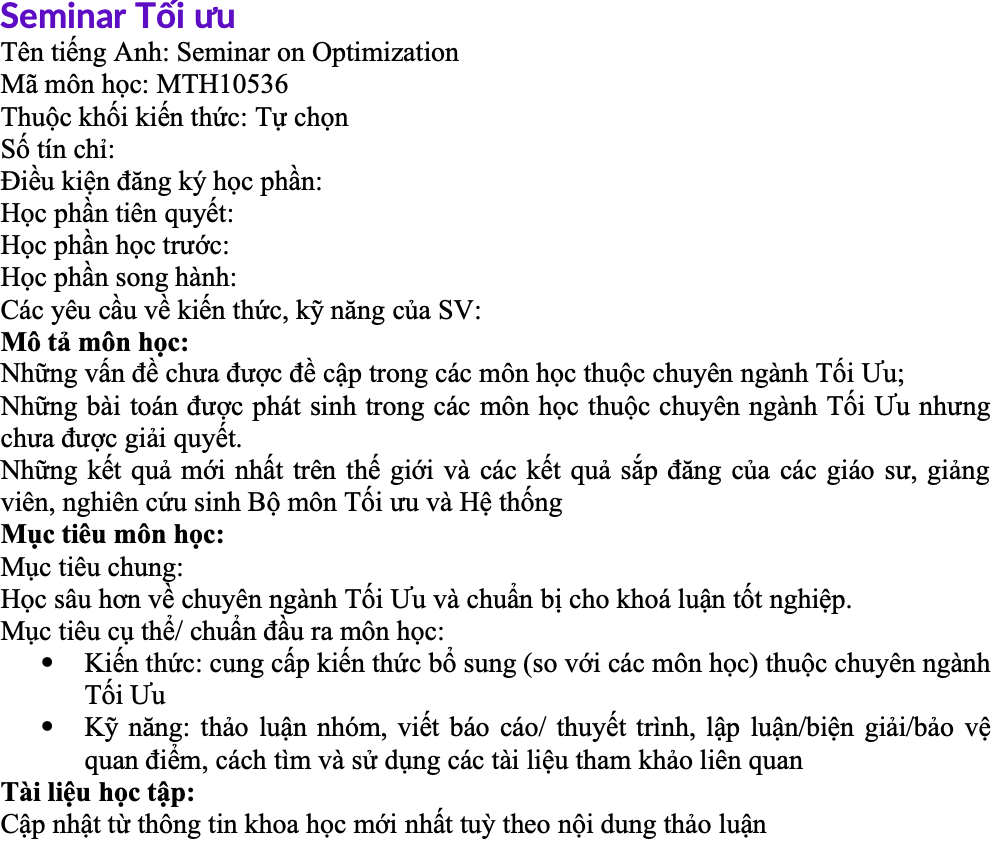 Seminar Tối ưu
Tên tiếng Anh: Seminar on Optimization
Mã môn học: MTH10536
Thuộc khối kiến thức: Tự chọn
Số tín chỉ:
Điều kiện đăng ký học phần:
Học phần tiên quyết:
Học phần học trước:
Học phần song hành:
Các yêu cầu về kiến thức, kỹ năng của SV:
Mô tả môn học:
Những vấn đề chưa được đề cập trong các môn học thuộc chuyên ngành Tối Ưu;
Những bài toán được phát sinh trong các môn học thuộc chuyên ngành Tối Ưu nhưng
chưa được giải quyết.
Những kết quả mới nhất trên thế giới và các kết quả sắp đăng của các giáo sư, giảng
viên, nghiên cứu sinh Bộ môn Tối ưu và Hệ thống
Mục tiêu môn học:
Mục tiêu chung:
Học sâu hơn về chuyên ngành Tối Ưu và chuẩn bị cho khoá luận tốt nghiệp.
Mục tiêu cụ thể/ chuẩn đầu ra môn học:
• Kiến thức: cung cấp kiến thức bổ sung (so với các môn học) thuộc chuyên ngành
Tối Ưu
• Kỹ năng: thảo luận nhóm, viết báo cáo/ thuyết trình, lập luận/biện giải/bảo vệ
quan điểm, cách tìm và sử dụng các tài liệu tham khảo liên quan
Tài liệu học tập:
Cập nhật từ thông tin khoa học mới nhất tuỳ theo nội dung thảo luận